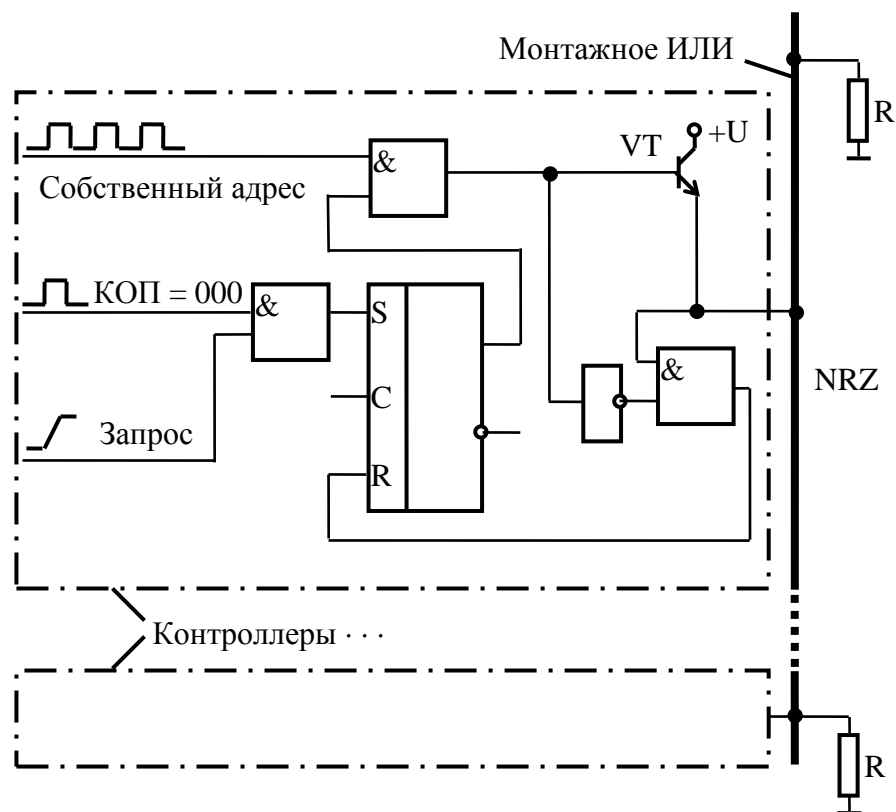 Монтажное ИЛИ
R
VT
+U
&
Собственный адрес
КОП = 000
&
S
&
NRZ
C
Запрос
R
Контроллеры · · ·
R